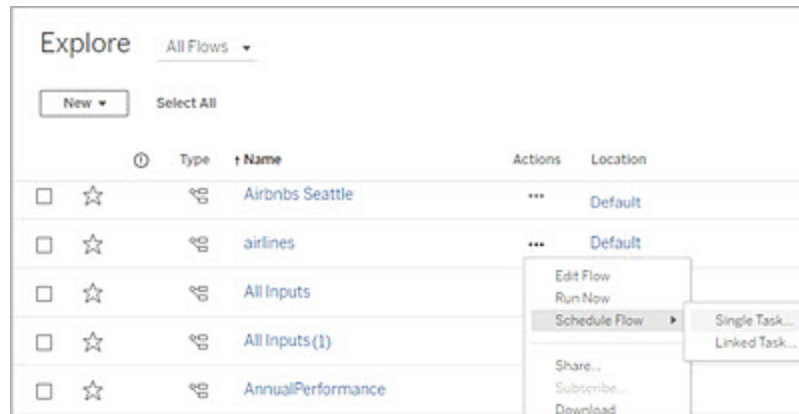 Explore All Flows
New Select All
Type Name Actions Location
Airbnbs Seattle ... Default
airlines ... Default
Edit Flow
All Inputs Run Now
Schedule Flow Single Task...
All Inputs (1) Linked Task...
Share...
AnnualPerformance Subscribe...
Download